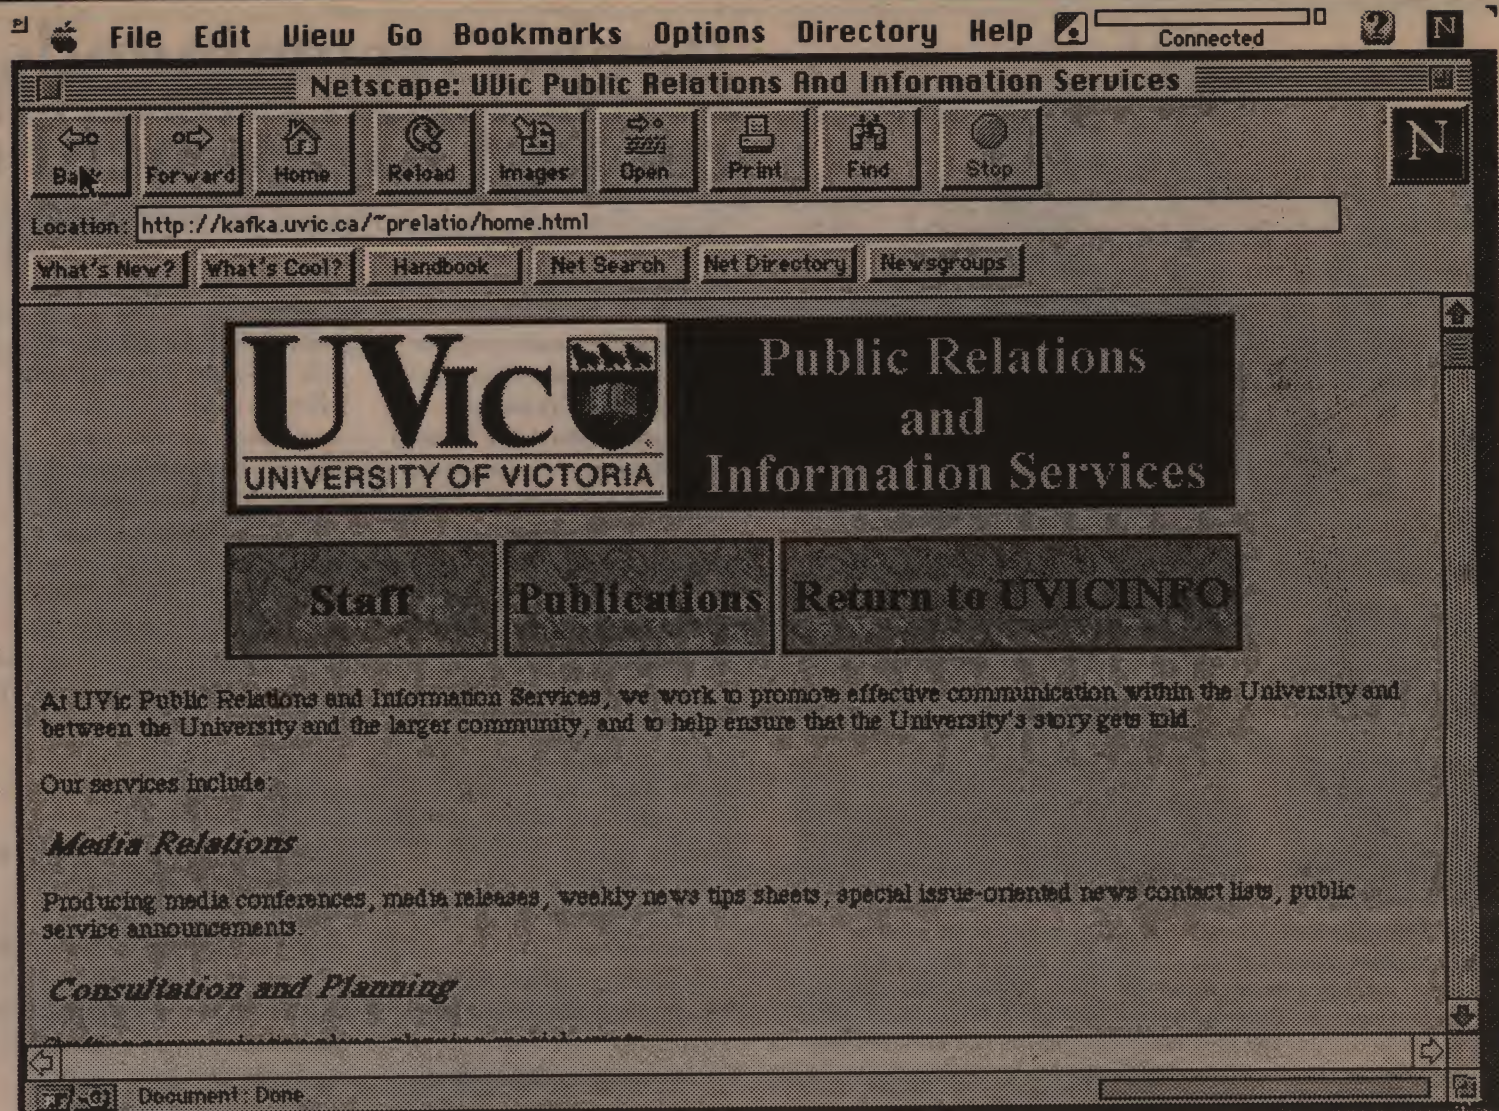 File Edit View Go Bookmarks Options Directory Help Connected
Netscape: UVic Public Relations And Information Services
Back Forward Home Reload Images Open Print Find Stop
N
Location: http://kafka.uvic.ca/~prelatio/home.html
What's New? What's Cool? Handbook Net Search Net Directory Newsgroups
UVIC
UNIVERSITY OF VICTORIA
Public Relations
and
Information Services
Staff Publications Return to UVICINFO
At UVic Public Relations and Information Services, we work to promote effective communication within the University and
between the University and the larger community, and to help ensure that the University's story gets told.
Our services include:
Media Relations
Producing media conferences, media releases, weekly news tips sheets, special issue-oriented news contact lists, public
service announcements.
Consultation and Planning
Document: Done.